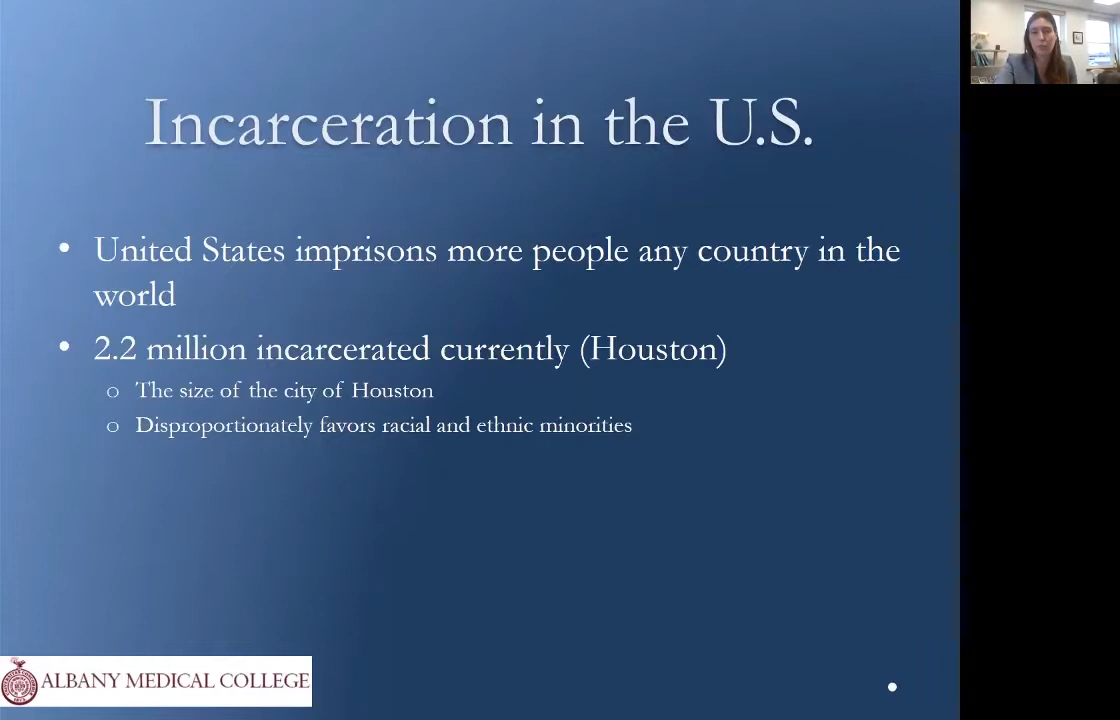 Incarceration in the U.S.
• United States imprisons more people any country in the
world
• 2.2 million incarcerated currently (Houston)
o The size of the city of Houston
o Disproportionately favors racial and ethnic minorities
ALBANY MEDICAL COLLEGE